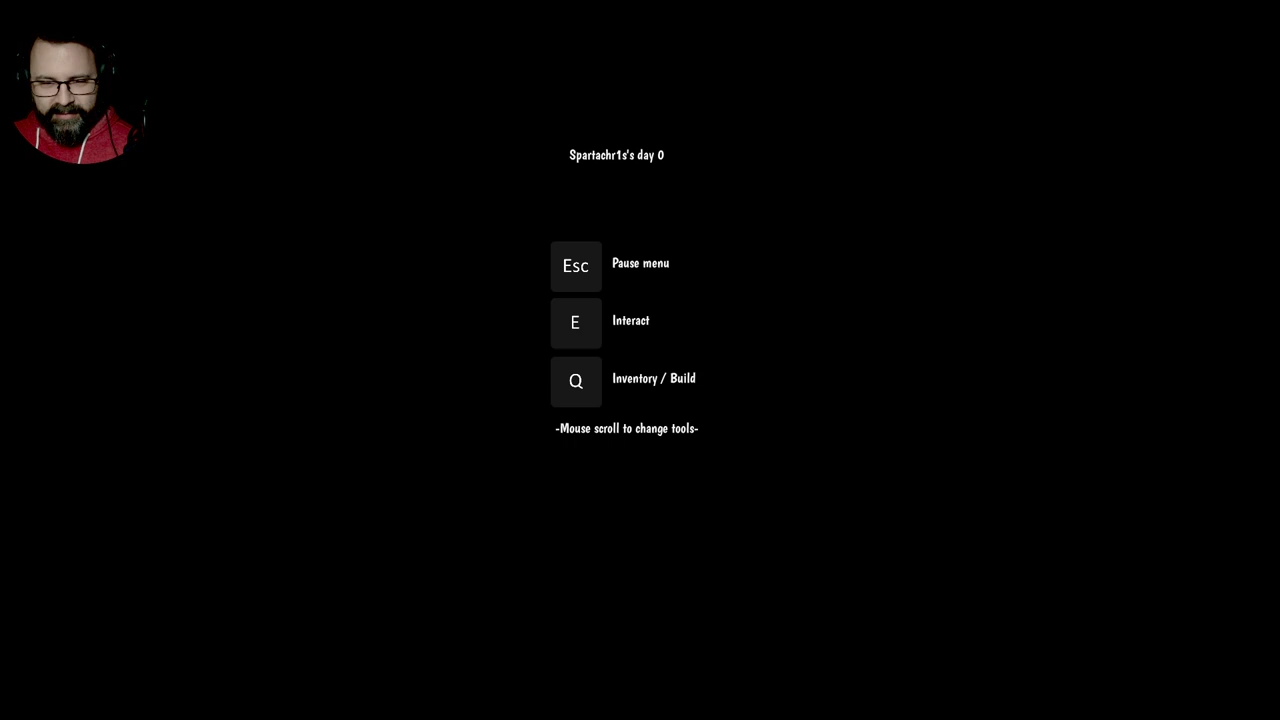 Spartachr1s's day 0
Esc Pause menu
E Interact
Q Inventory / Build
-Mouse scroll to change tools-